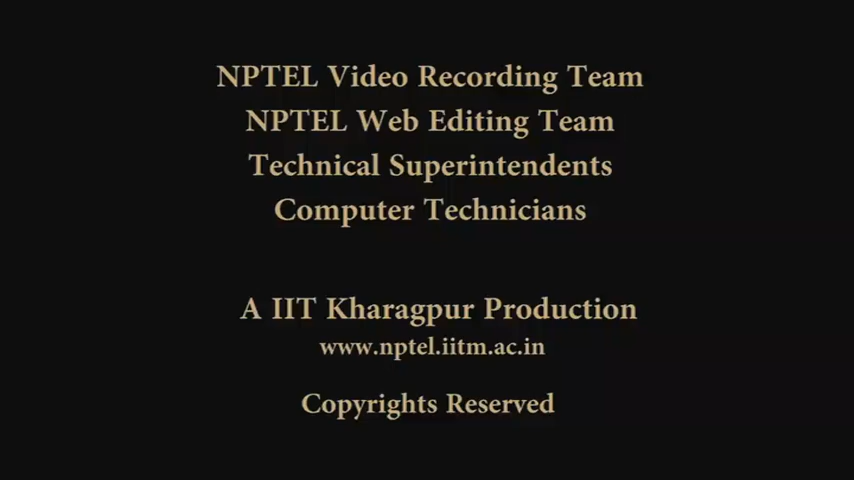 NPTEL Video Recording Team
NPTEL Web Editing Team
Technical Superintendents
Computer Technicians
A IIT Kharagpur Production
www.nptel.iitm.ac.in
Copyrights Reserved